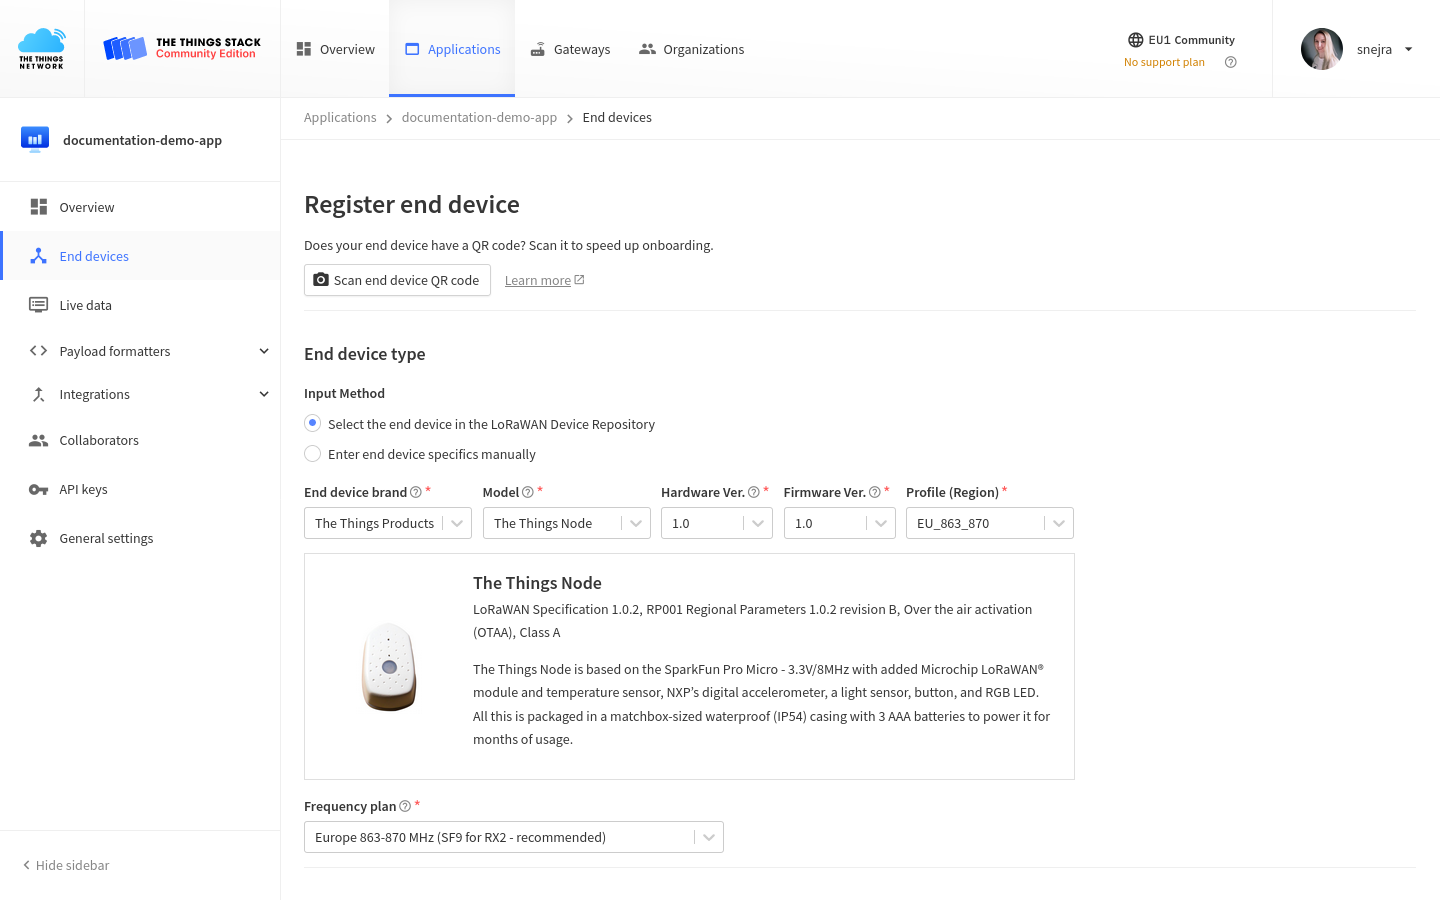 THE THINGS
NETWORK
THE THINGS STACK
Community Edition
Overview
Applications
Gateways
Organizations
EU1 Community
No support plan
snejra
documentation-demo-app
Overview
End devices
Live data
Payload formatters
Integrations
Collaborators
API keys
General settings
Hide sidebar
Applications > documentation-demo-app > End devices
Register end device
Does your end device have a QR code? Scan it to speed up onboarding.
Scan end device QR code
Learn more
End device type
Input Method
Select the end device in the LoRaWAN Device Repository
Enter end device specifics manually
End device brand * Model * Hardware Ver. * Firmware Ver. * Profile (Region) *
The Things Products The Things Node 1.0 1.0 EU_863_870
The Things Node
LoRaWAN Specification 1.0.2, RP001 Regional Parameters 1.0.2 revision B, Over the air activation
(OTAA), Class A
The Things Node is based on the SparkFun Pro Micro - 3.3V/8MHz with added Microchip LoRaWAN®
module and temperature sensor, NXP’s digital accelerometer, a light sensor, button, and RGB LED.
All this is packaged in a matchbox-sized waterproof (IP54) casing with 3 AAA batteries to power it for
months of usage.
Frequency plan *
Europe 863-870 MHz (SF9 for RX2 - recommended)